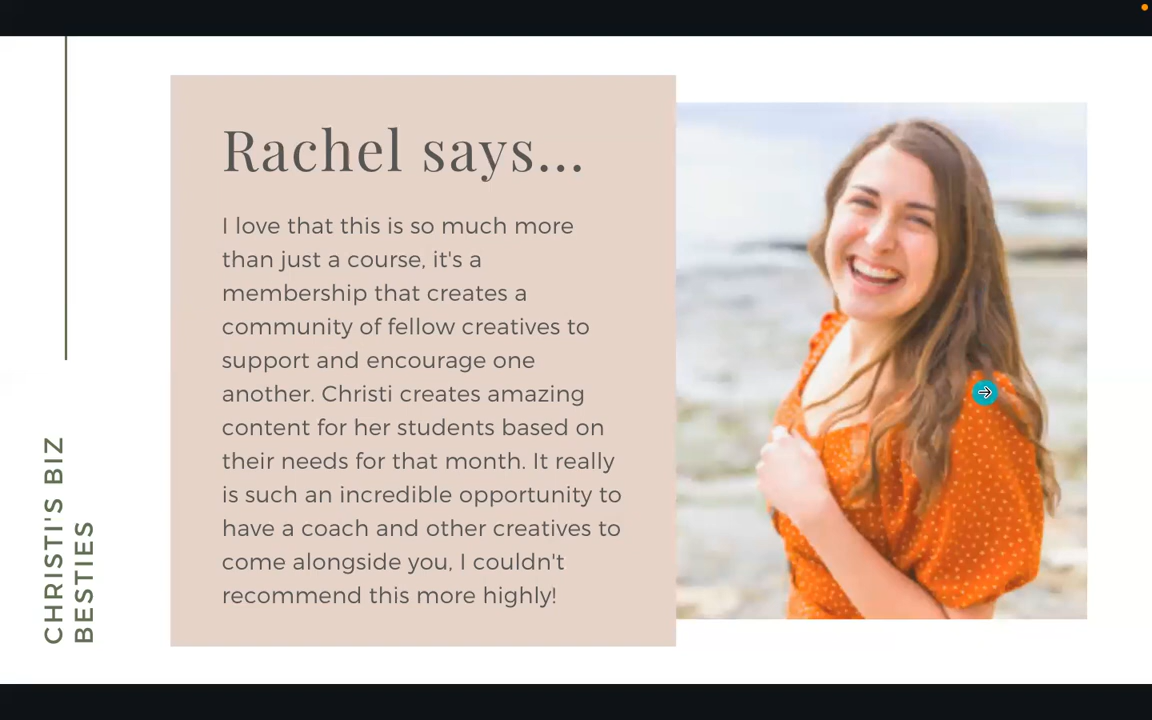 Rachel says...
I love that this is so much more
than just a course, it's a
membership that creates a
community of fellow creatives to
support and encourage one
another. Christi creates amazing
content for her students based on
their needs for that month. It really
is such an incredible opportunity to
have a coach and other creatives to
come alongside you, I couldn't
recommend this more highly!
CHRISTI'S BIZ
BESTIES